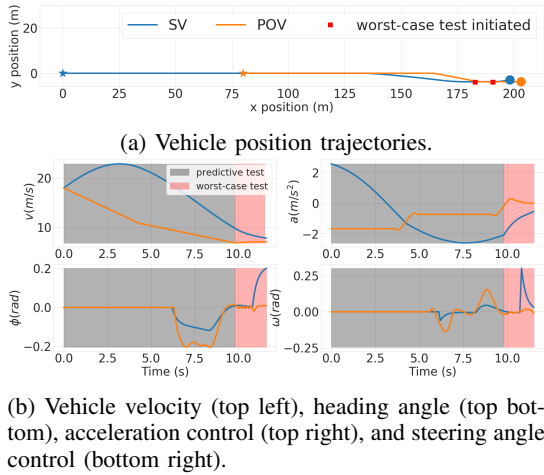 SV POV worst-case test initiated
y position (m)
10
0
0 25 50 75 100 125 150 175 200
x position (m)
(a) Vehicle position trajectories.
predictive test
worst-case test
v(m/s)
20
10
0.0 2.5 5.0 7.5 10.0
a(m/s²)
2
0
−2
0.0 2.5 5.0 7.5 10.0
ϕ(rad)
0.2
0.0
−0.2
0.0 2.5 5.0 7.5 10.0
Time (s)
ω(rad)
0.25
0.00
−0.25
0.0 2.5 5.0 7.5 10.0
Time (s)
(b) Vehicle velocity (top left), heading angle (top bot-
tom), acceleration control (top right), and steering angle
control (bottom right).